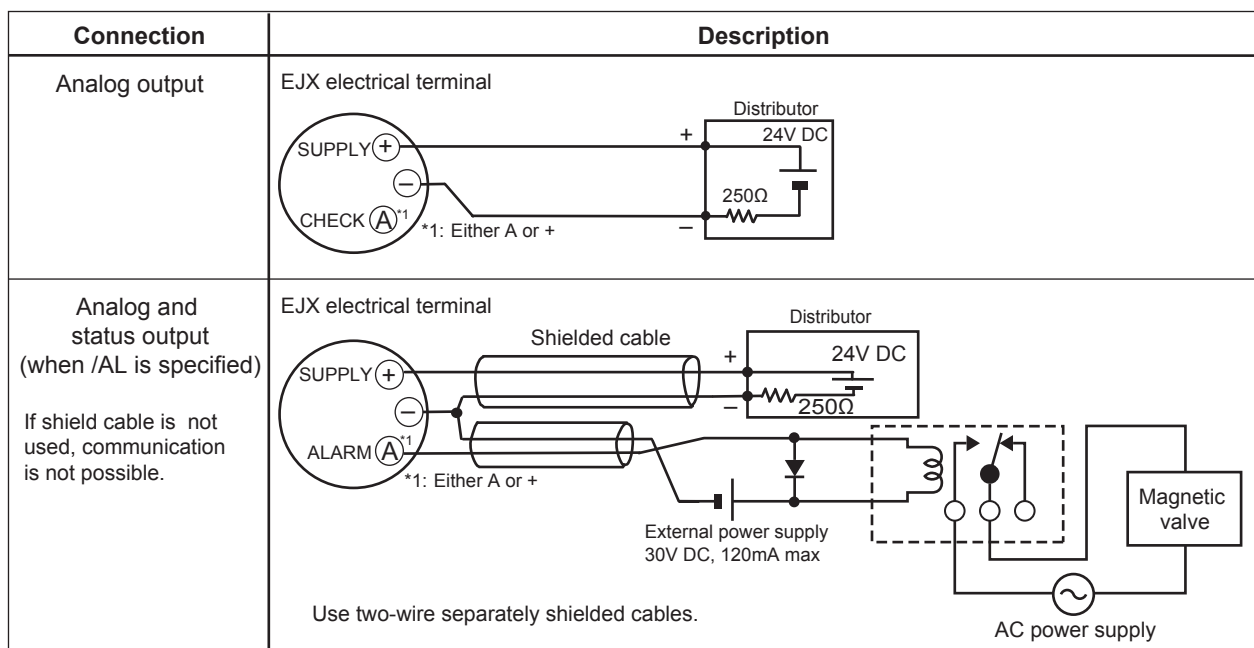 Connection
Description
Analog output
EJX electrical terminal
Distributor
SUPPLY +
–
CHECK A*1
*1: Either A or +
+
24V DC
250Ω
–
Analog and
status output
(when /AL is specified)
If shield cable is not
used, communication
is not possible.
EJX electrical terminal
Shielded cable
Distributor
SUPPLY +
–
ALARM A*1
*1: Either A or +
+
24V DC
–
250Ω
External power supply
30V DC, 120mA max
Magnetic
valve
Use two-wire separately shielded cables.
AC power supply